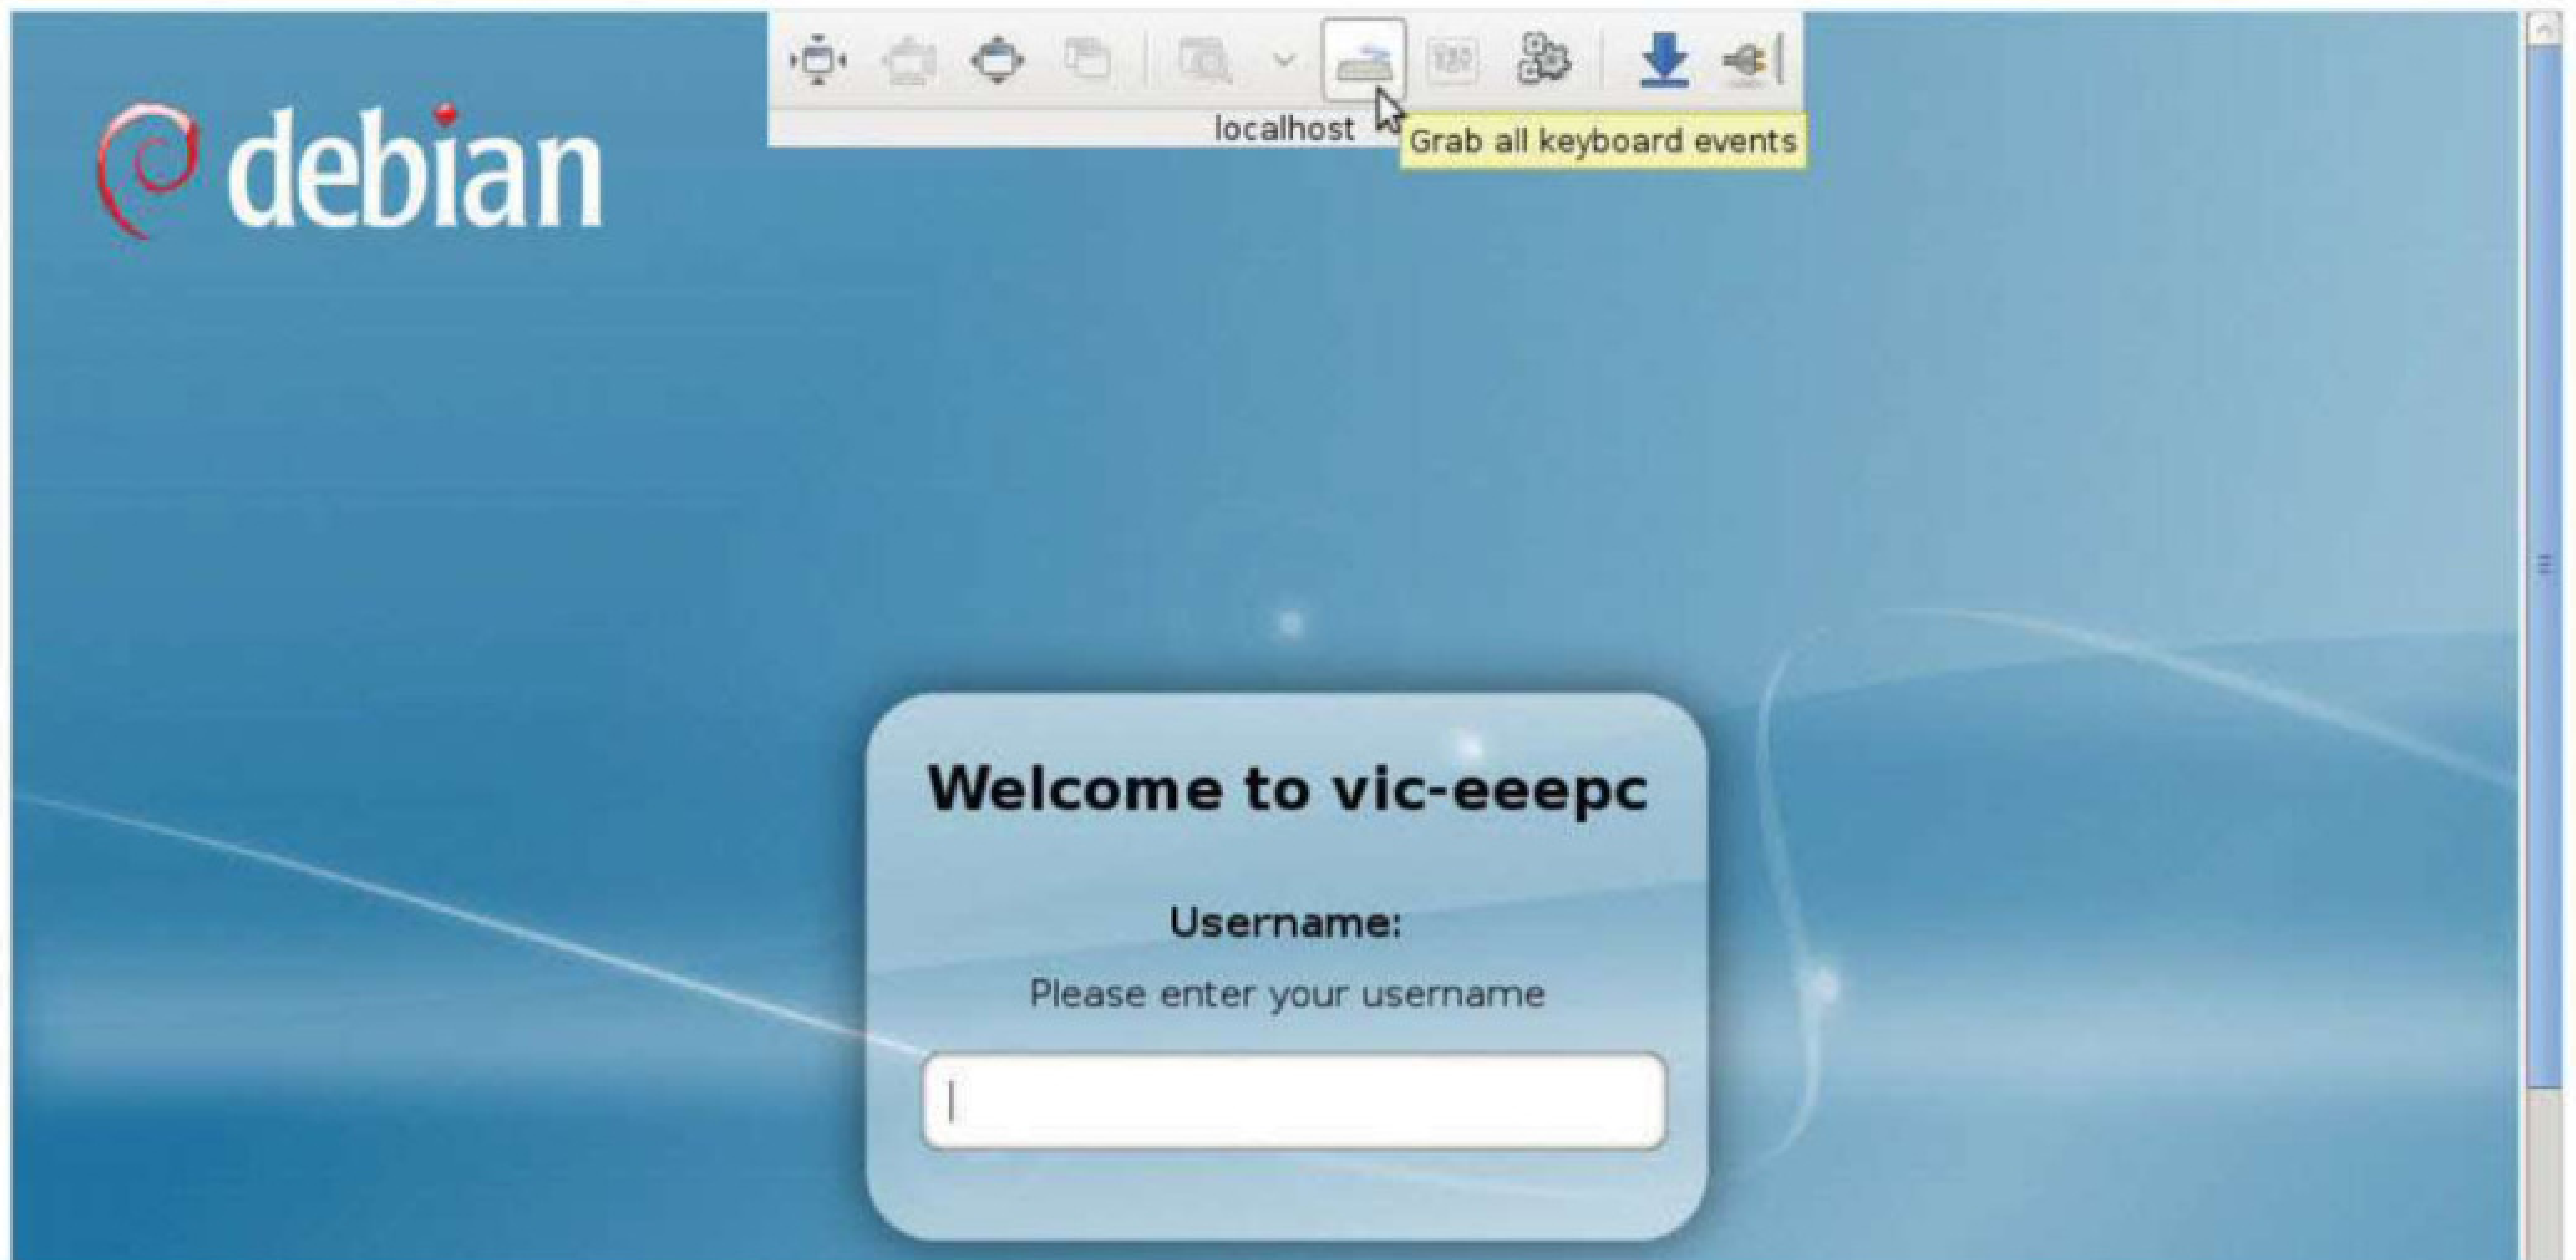 debian
localhost
Grab all keyboard events
Welcome to vic-eeepc
Username:
Please enter your username